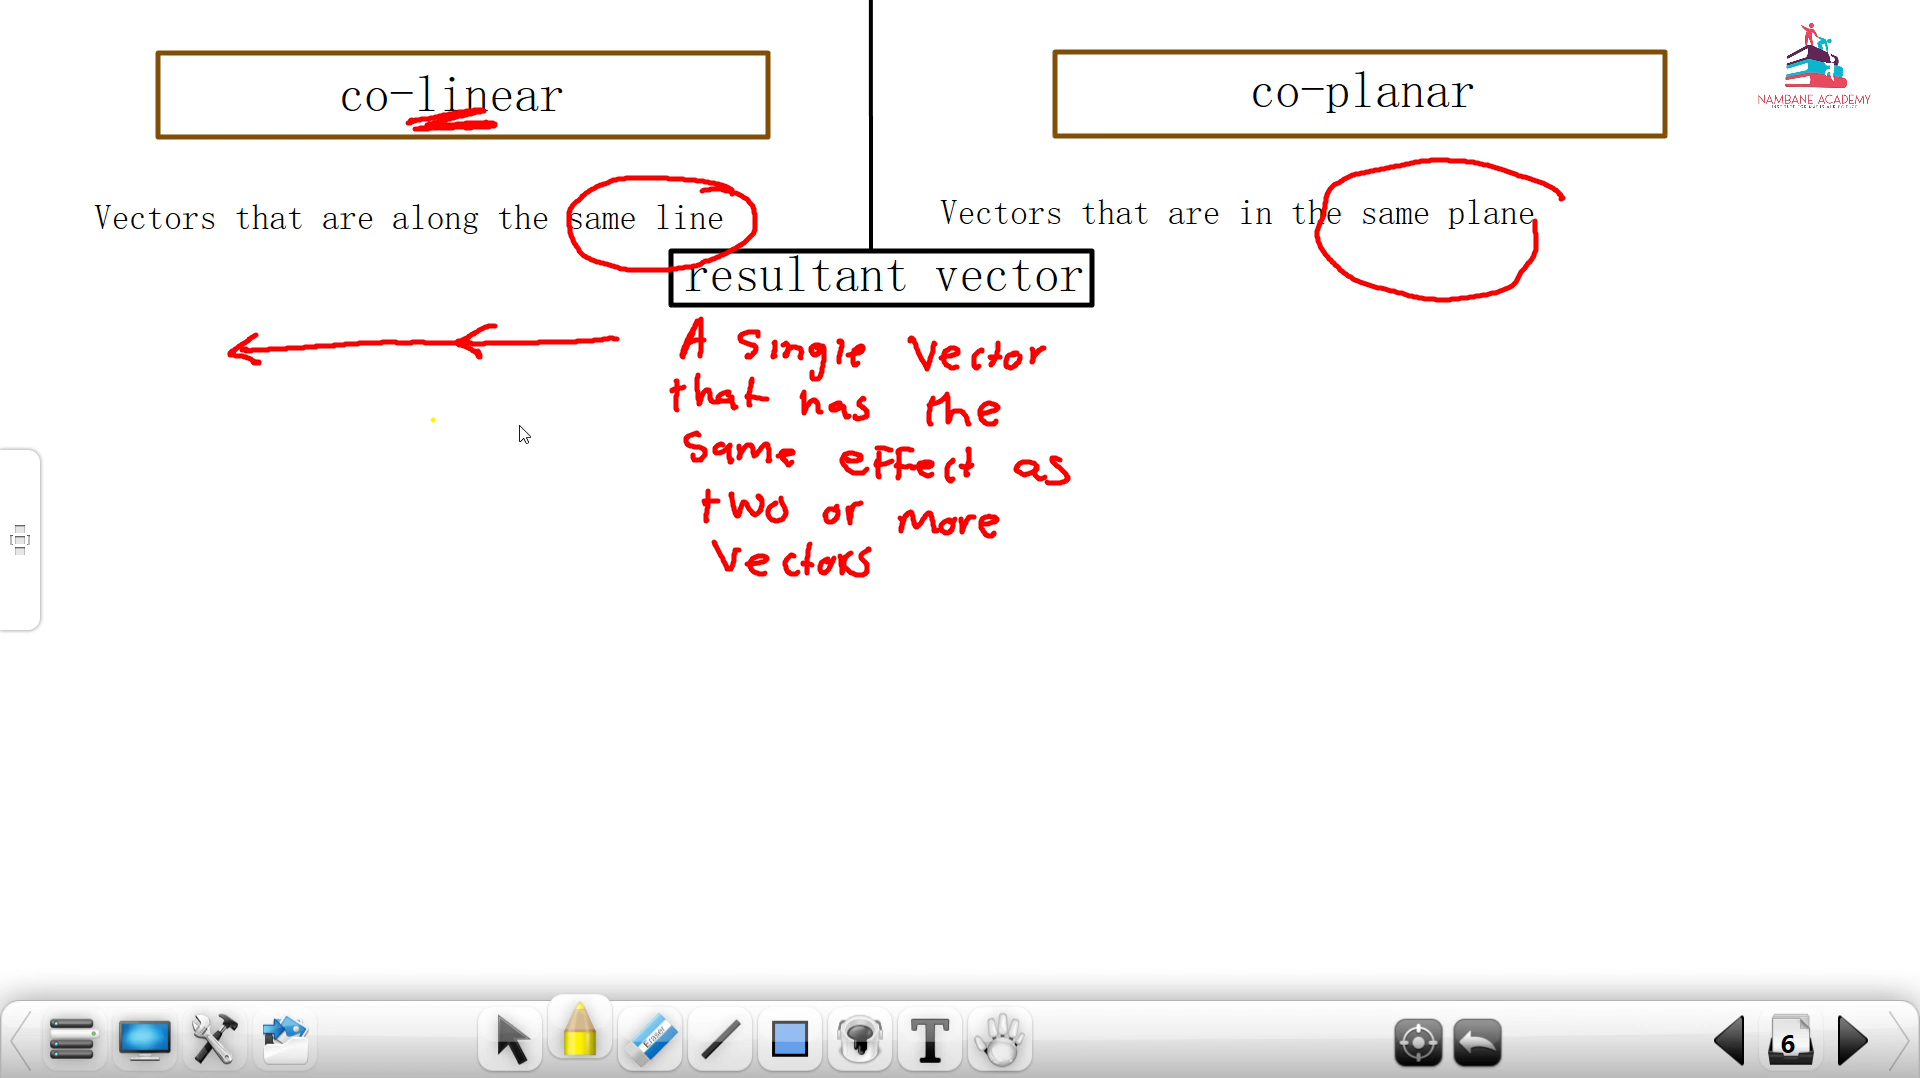 co-linear
co-planar
NAMBANE ACADEMY
Vectors that are along the same line
Vectors that are in the same plane
resultant vector
A single vector
that has the
same effect as
two or more
vectors
Eraser
T
6